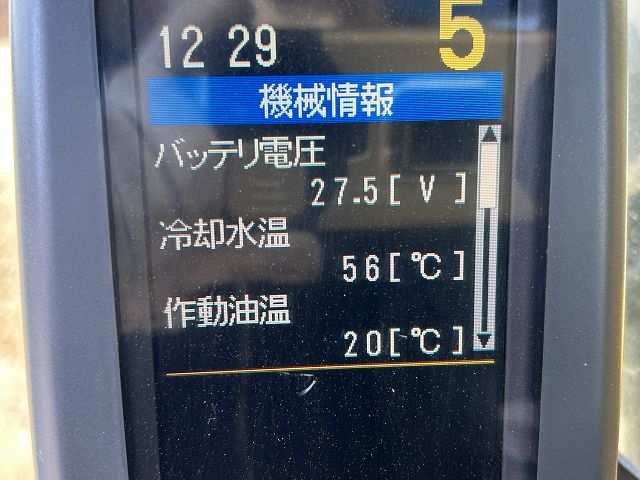 12 29 5
機械情報
バッテリ電圧
27.5[ V ]
冷却水温
56[ ℃ ]
作動油温
20[ ℃ ]